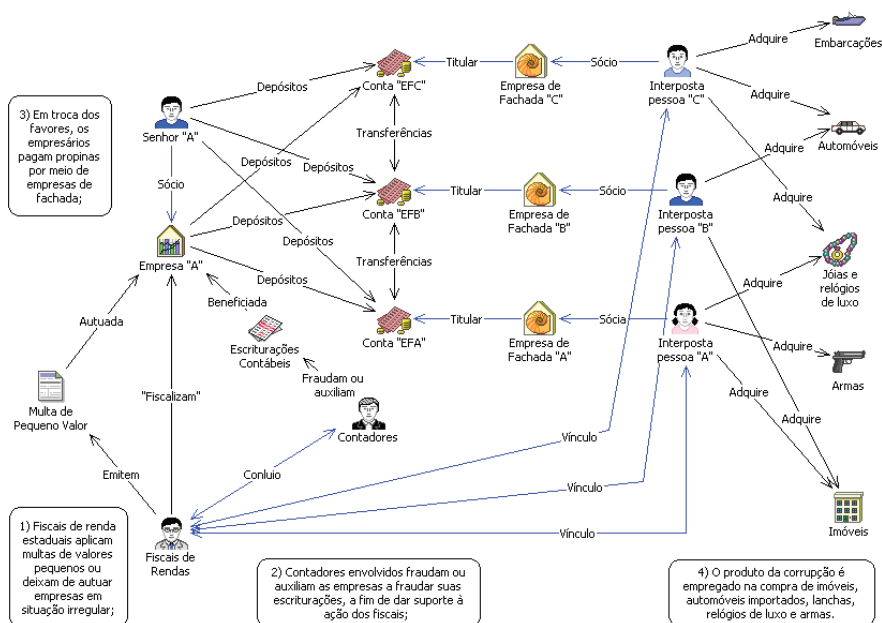 Adquire
Embarcações
Depósitos
Conta "EFC"
Titular
Empresa de
Fachada "C"
Sócio
Interposta
pessoa "C"
Adquire
Automóveis
3) Em troca dos
favores, os
empresários
pagam propinas
por meio de
empresas de
fachada;
Senhor "A"
Transferências
Adquire
Depósitos
Depósitos
Sócio
Adquire
Conta "EFB"
Titular
Empresa de
Fachada "B"
Sócio
Interposta
pessoa "B"
Depósitos
Depósitos
Empresa "A"
Transferências
Jóias e
relógios
de luxo
Depósitos
Adquire
Beneficiada
Autuada
Conta "EFA"
Titular
Empresa de
Fachada "A"
Sócia
Interposta
pessoa "A"
Adquire
Armas
Escriturações
Contábeis
Fraudam ou
auxiliam
"Fiscalizam"
Adquire
Adquire
Multa de
Pequeno Valor
Contadores
Vínculo
Emitem
Conluio
Vínculo
Vínculo
Imóveis
1) Fiscais de renda
estaduais aplicam
multas de valores
pequenos ou
deixam de autuar
empresas em
situação irregular;
Fiscais de
Rendas
2) Contadores envolvidos fraudam ou
auxiliam as empresas a fraudar suas
escriturações, a fim de dar suporte à
ação dos fiscais;
4) O produto da corrupção é
empregado na compra de imóveis,
automóveis importados, lanchas,
relógios de luxo e armas.